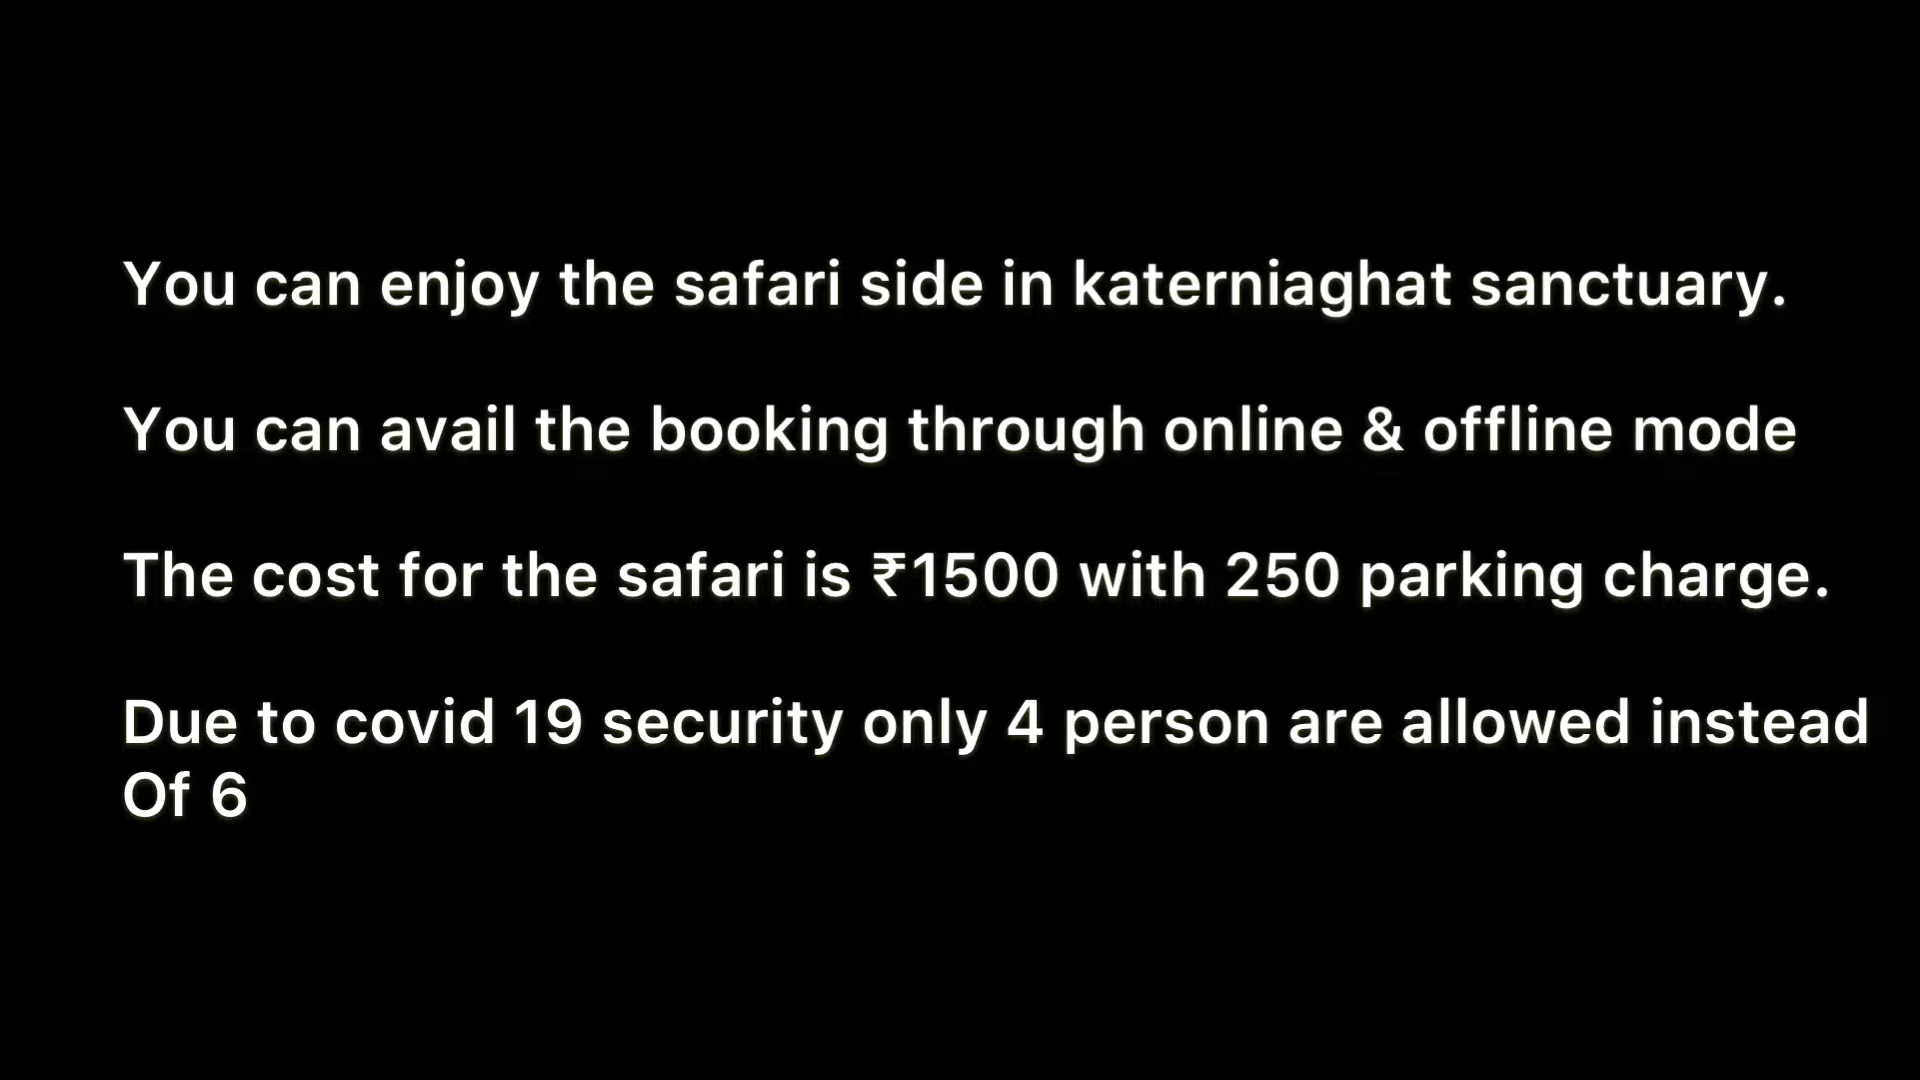 You can enjoy the safari side in katerniaghat sanctuary.
You can avail the booking through online & offline mode
The cost for the safari is ₹1500 with 250 parking charge.
Due to covid 19 security only 4 person are allowed instead
Of 6